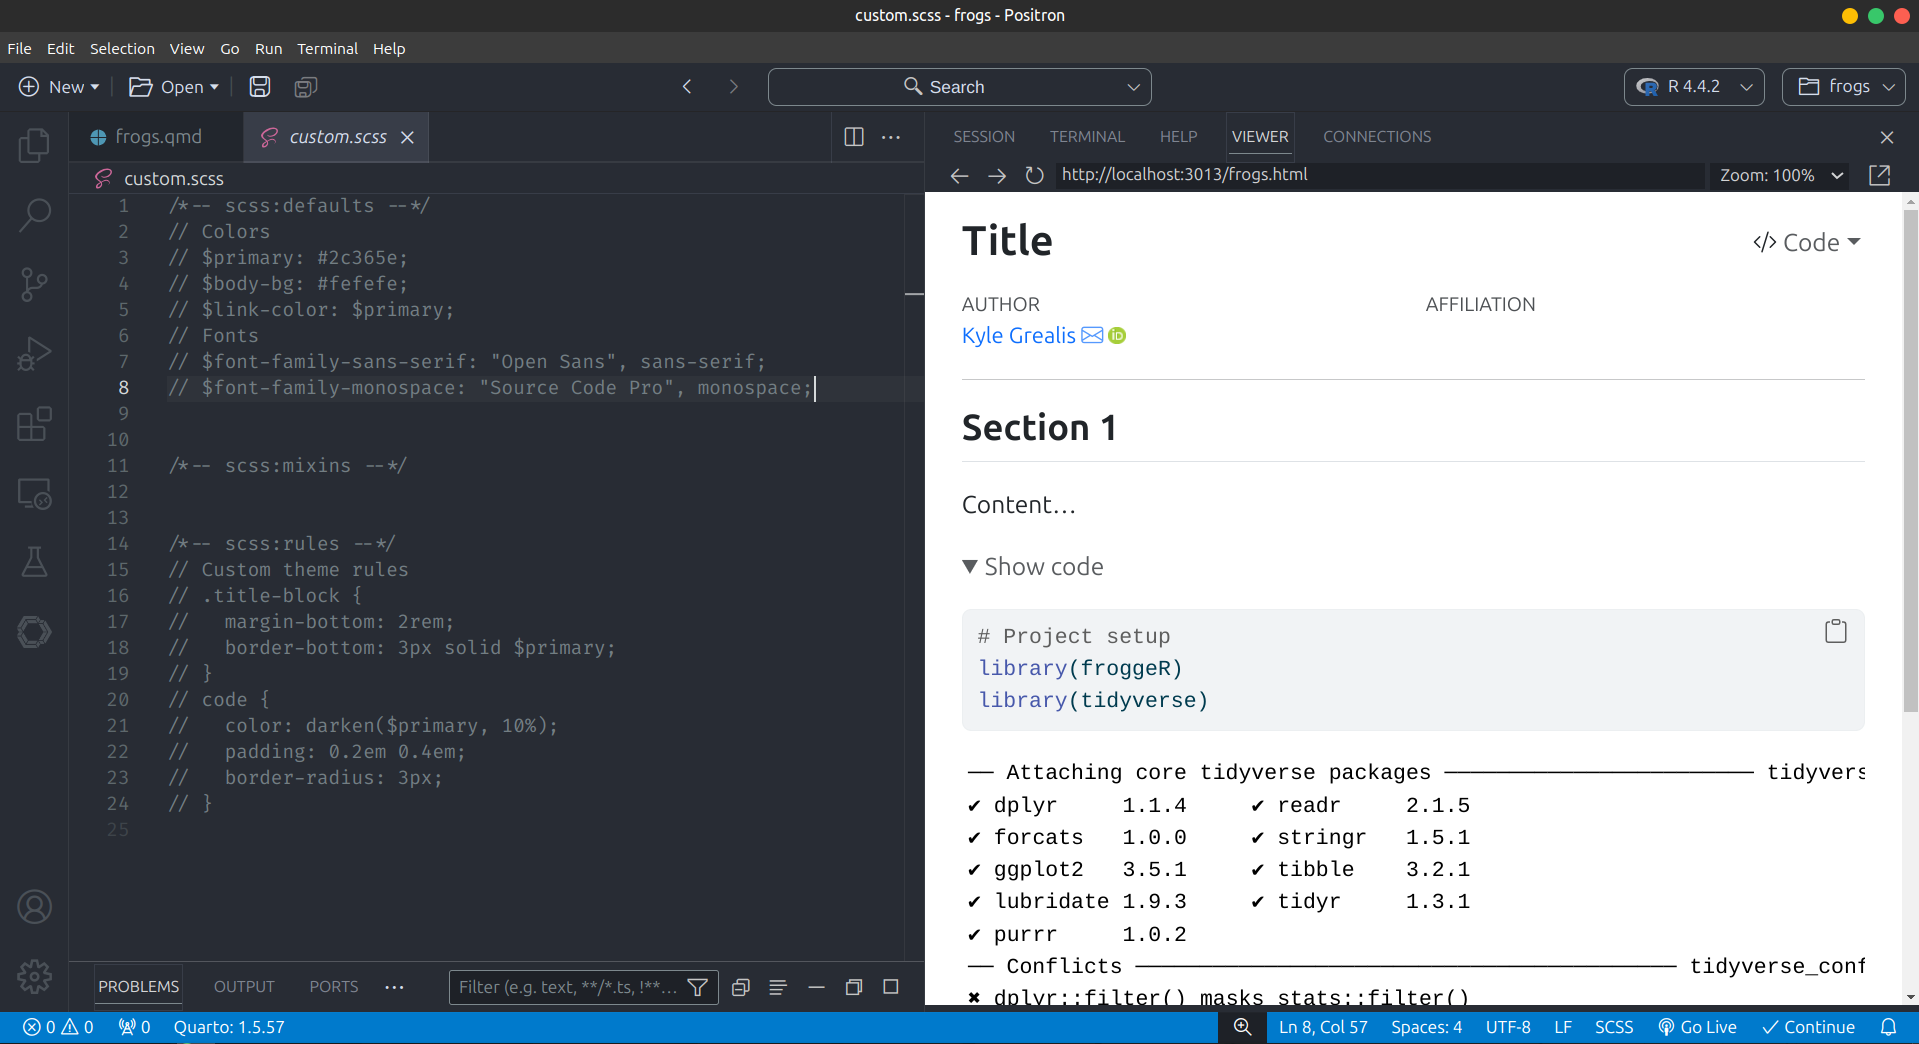 custom.scss - frogs - Positron
File Edit Selection View Go Run Terminal Help
New Open Search R 4.4.2 frogs
frogs.qmd custom.scss
custom.scss
1 /*-- scss:defaults --*/
2 // Colors
3 // $primary: #2c365e;
4 // $body-bg: #fefefe;
5 // $link-color: $primary;
6 // Fonts
7 // $font-family-sans-serif: "Open Sans", sans-serif;
8 // $font-family-monospace: "Source Code Pro", monospace;
9
10
11 /*-- scss:mixins --*/
12
13
14 /*-- scss:rules --*/
15 // Custom theme rules
16 // .title-block {
17 //   margin-bottom: 2rem;
18 //   border-bottom: 3px solid $primary;
19 // }
20 // code {
21 //   color: darken($primary, 10%);
22 //   padding: 0.2em 0.4em;
23 //   border-radius: 3px;
24 // }
25
PROBLEMS OUTPUT PORTS ···
Filter (e.g. text, **/*.ts, !**...
SESSION TERMINAL HELP VIEWER CONNECTIONS
http://localhost:3013/frogs.html Zoom: 100%
Title
</> Code
AUTHOR AFFILIATION
Kyle Grealis iD
Section 1
Content…
▼ Show code
# Project setup
library(froggeR)
library(tidyverse)
── Attaching core tidyverse packages ──────────────────────── tidyvers
✔ dplyr     1.1.4     ✔ readr     2.1.5
✔ forcats   1.0.0     ✔ stringr   1.5.1
✔ ggplot2   3.5.1     ✔ tibble    3.2.1
✔ lubridate 1.9.3     ✔ tidyr     1.3.1
✔ purrr     1.0.2
── Conflicts ────────────────────────────────────────── tidyverse_conf
✖ dplyr::filter() masks stats::filter()
0 0 0 Quarto: 1.5.57 Ln 8, Col 57 Spaces: 4 UTF-8 LF SCSS Go Live Continue